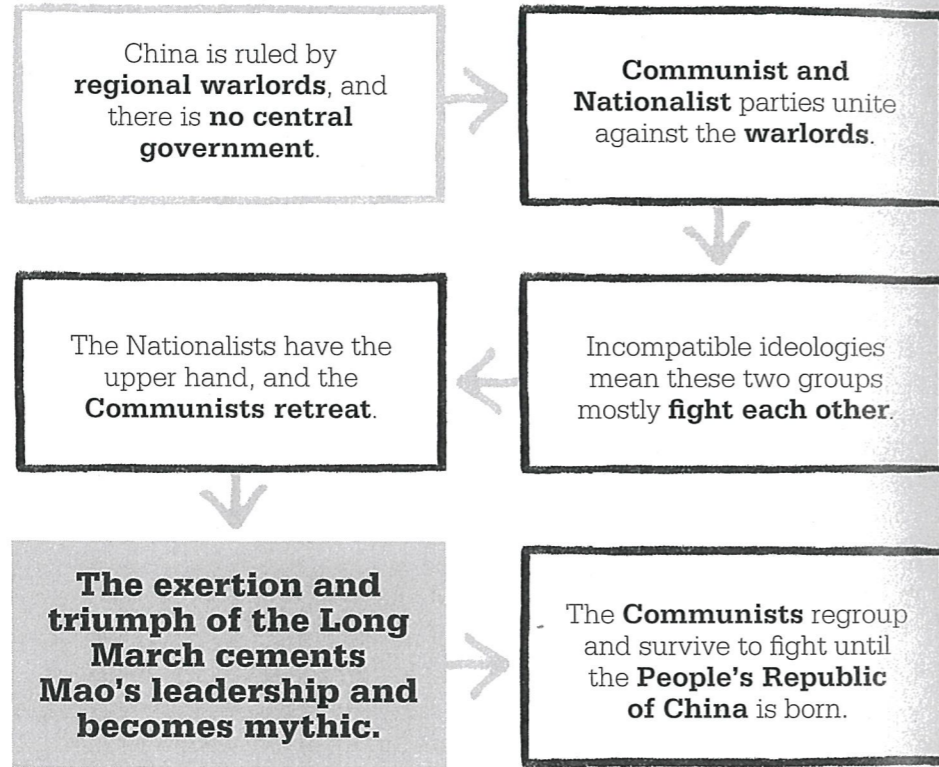 China is ruled by
regional warlords, and
there is no central
government.
Communist and
Nationalist parties unite
against the warlords.
Incompatible ideologies
mean these two groups
mostly fight each other.
The Nationalists have the
upper hand, and the
Communists retreat.
The exertion and
triumph of the Long
March cements
Mao's leadership and
becomes mythic.
The Communists regroup
and survive to fight until
the People's Republic
of China is born.